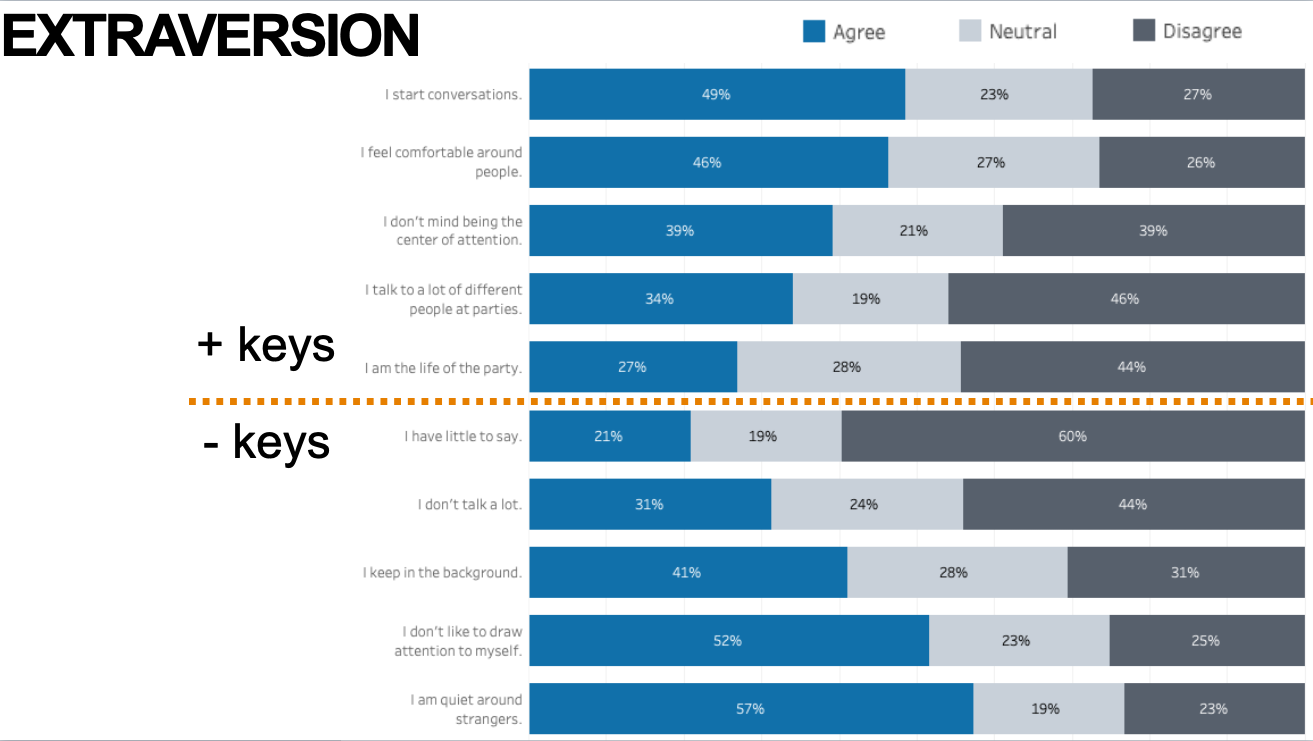 EXTRAVERSION
Agree Neutral Disagree
I start conversations. 49% 23% 27%
I feel comfortable around
people. 46% 27% 26%
I don't mind being the
center of attention. 39% 21% 39%
I talk to a lot of different
people at parties. 34% 19% 46%
+ keys
I am the life of the party. 27% 28% 44%
- keys
I have little to say. 21% 19% 60%
I don't talk a lot. 31% 24% 44%
I keep in the background. 41% 28% 31%
I don't like to draw
attention to myself. 52% 23% 25%
I am quiet around
strangers. 57% 19% 23%